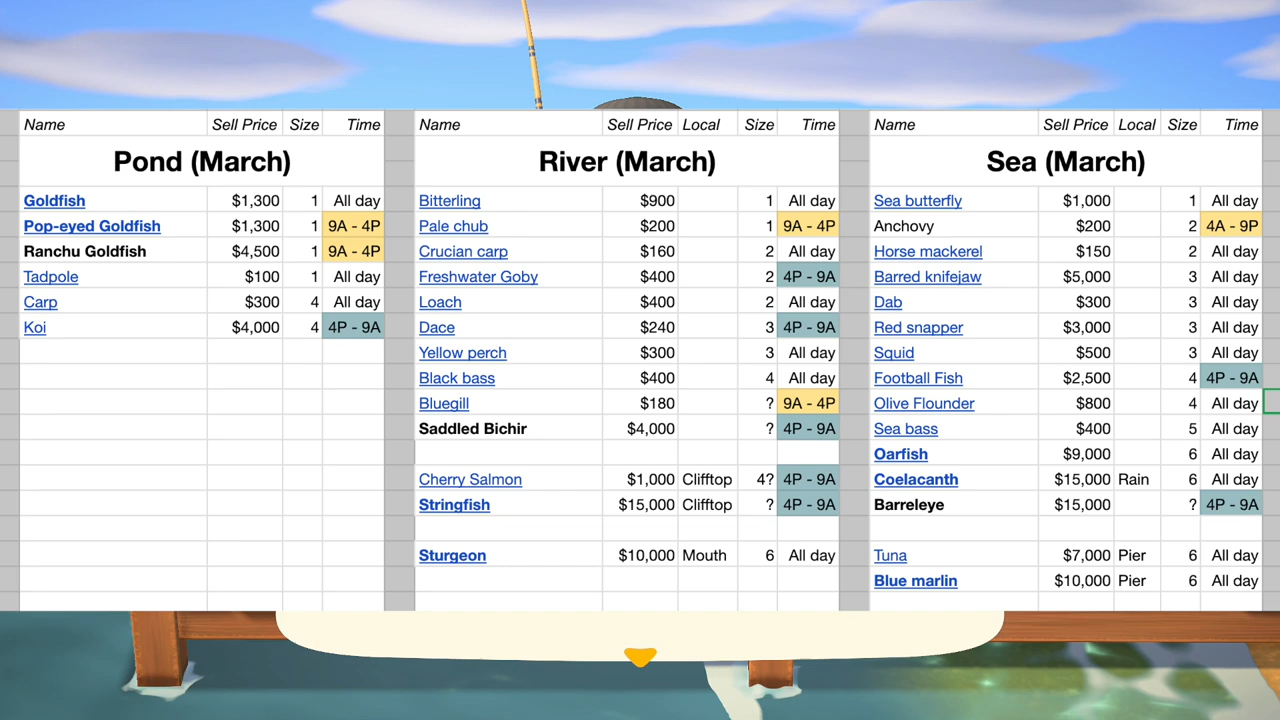 Name Sell Price Size Time
Pond (March)
Goldfish $1,300 1 All day
Pop-eyed Goldfish $1,300 1 9A - 4P
Ranchu Goldfish $4,500 1 9A - 4P
Tadpole $100 1 All day
Carp $300 4 All day
Koi $4,000 4 4P - 9A
Name Sell Price Local Size Time
River (March)
Bitterling $900 1 All day
Pale chub $200 1 9A - 4P
Crucian carp $160 2 All day
Freshwater Goby $400 2 4P - 9A
Loach $400 2 All day
Dace $240 3 4P - 9A
Yellow perch $300 3 All day
Black bass $400 4 All day
Bluegill $180 ? 9A - 4P
Saddled Bichir $4,000 ? 4P - 9A
Cherry Salmon $1,000 Clifftop 4? 4P - 9A
Stringfish $15,000 Clifftop ? 4P - 9A
Sturgeon $10,000 Mouth 6 All day
Name Sell Price Local Size Time
Sea (March)
Sea butterfly $1,000 1 All day
Anchovy $200 2 4A - 9P
Horse mackerel $150 2 All day
Barred knifejaw $5,000 3 All day
Dab $300 3 All day
Red snapper $3,000 3 All day
Squid $500 3 All day
Football Fish $2,500 4 4P - 9A
Olive Flounder $800 4 All day
Sea bass $400 5 All day
Oarfish $9,000 6 All day
Coelacanth $15,000 Rain 6 All day
Barreleye $15,000 ? 4P - 9A
Tuna $7,000 Pier 6 All day
Blue marlin $10,000 Pier 6 All day